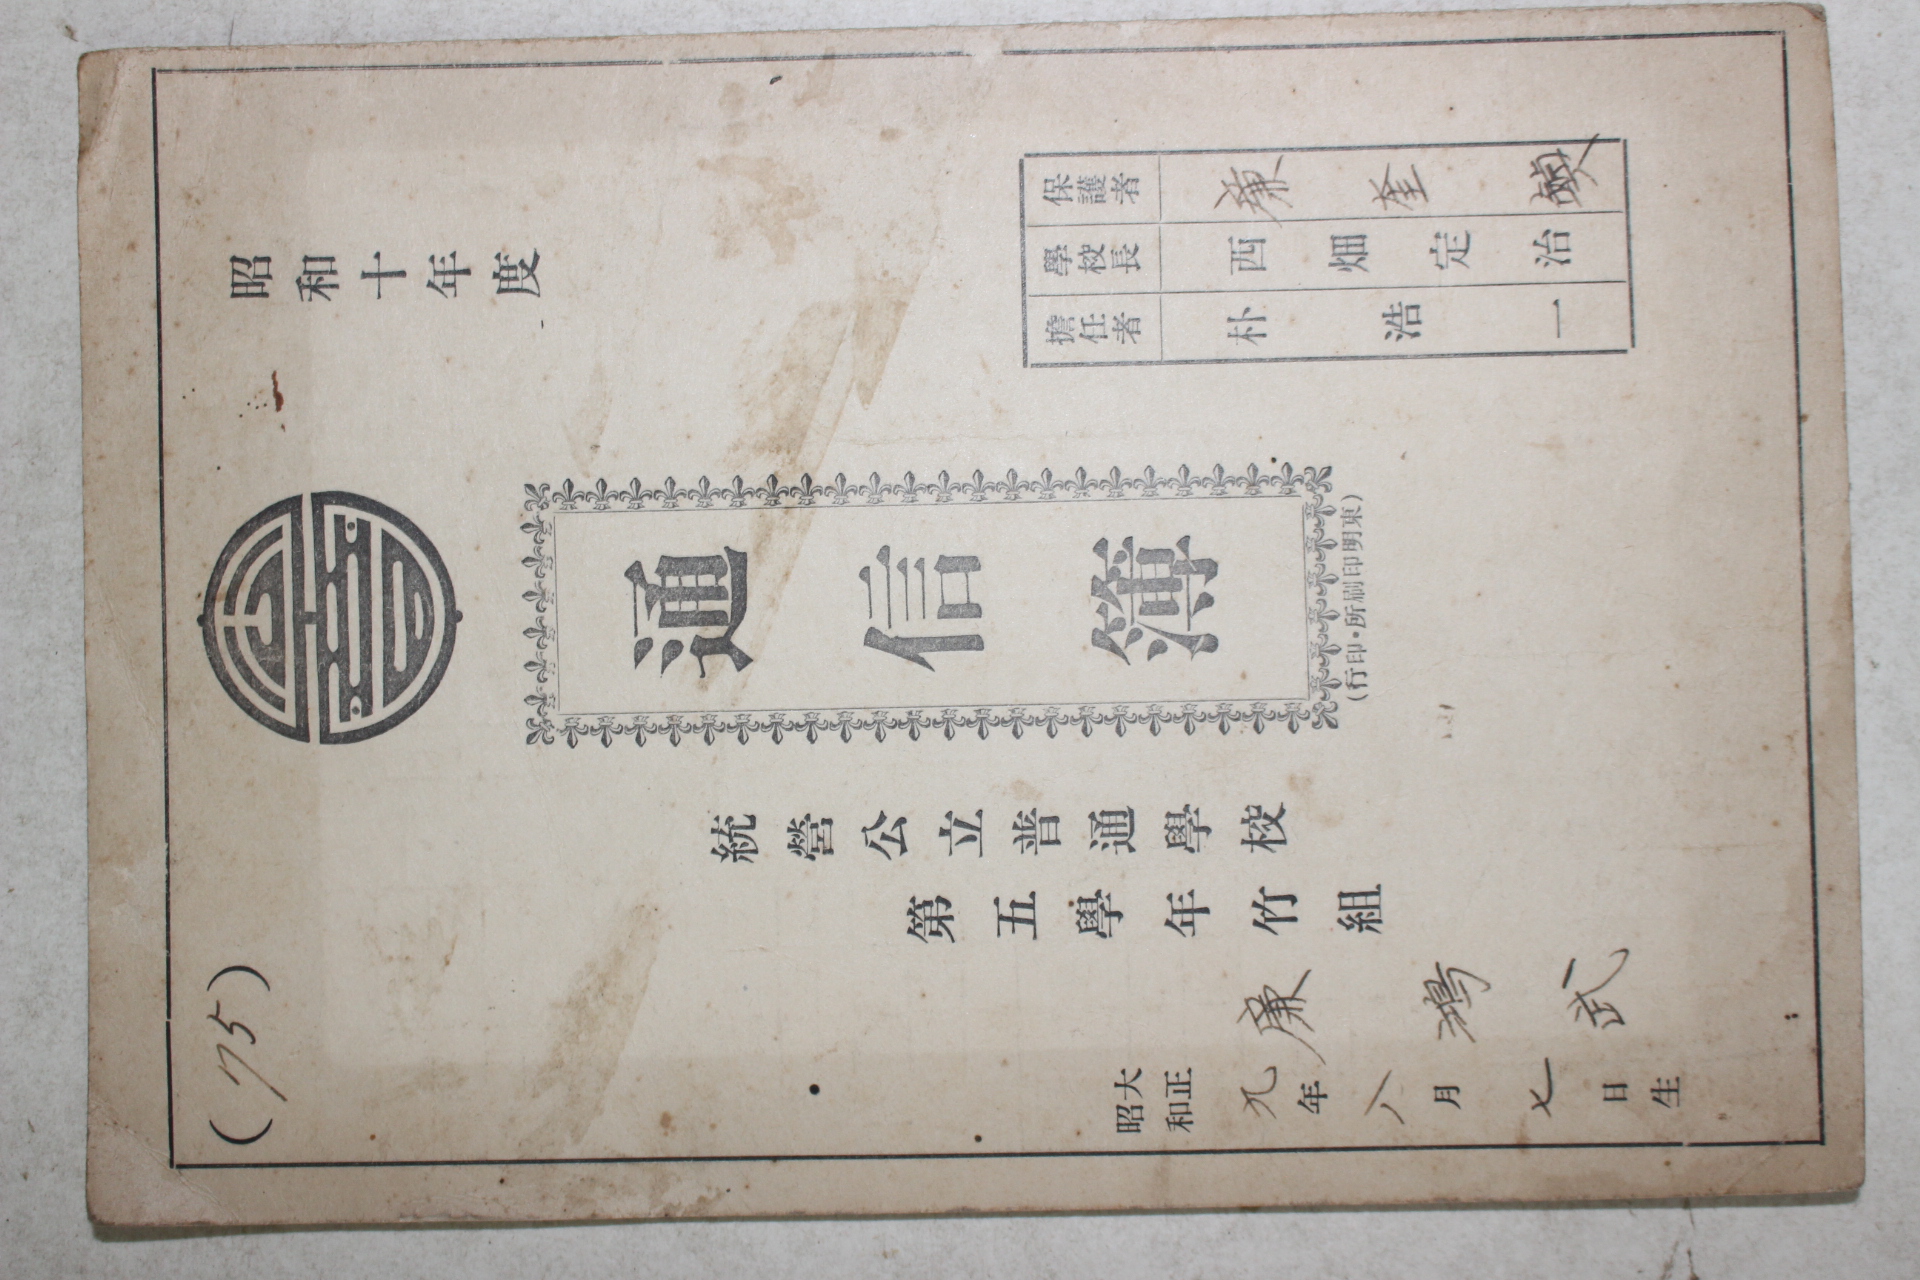 昭和十年度
保護者 廉奎
學校長 西畑定治
擔任者 朴浩一
通信簿
(東明印刷所・印行)
統營公立普通學校
第五學年竹組
廉鴻武
大正
昭和
九年八月七日生
(75)